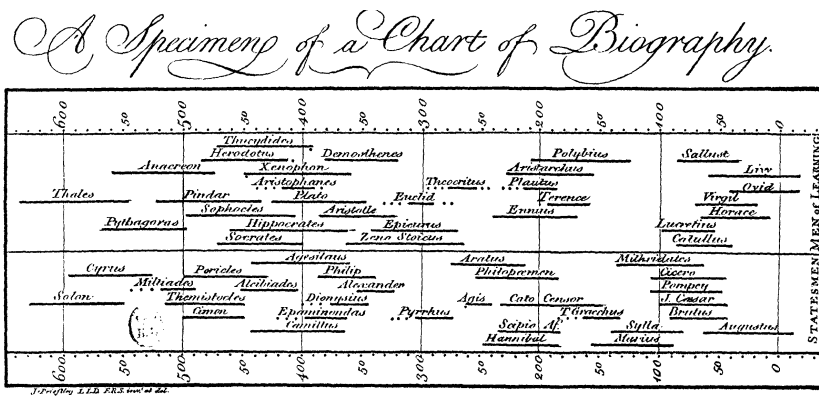 A Specimen of a Chart of Biography.
600 50 500 50 400 50 300 50 200 50 100 50 0
Thucydides
Herodotus Demosthenes Polybius Sallust
Anacreon Xenophon Aristarchus Livy
Aristophanes Theocritus Plautus Ovid
Thales Pindar Plato Euclid Terence Virgil
Sophocles Aristotle Ennius Horace
Pythagoras Hippocrates Epicurus Lucretius
Socrates Zeno Stoicus Catullus
MEN of LEARNING
Agesilaus Aratus Mithridates
Cyrus Pericles Philip Philopœmen Cicero
Miltiades Alcibiades Alexander Pompey
Solon Themistocles Dionysius Agis Cato Censor J. Cæsar
Cimon Epaminondas Pyrrhus T. Gracchus Brutus
Camillus Scipio Af. Sylla Augustus
Hannibal Marius
STATESMEN
600 50 500 50 400 50 300 50 200 50 100 50 0
J. Priestley L.L.D. F.R.S. inv.t et del.